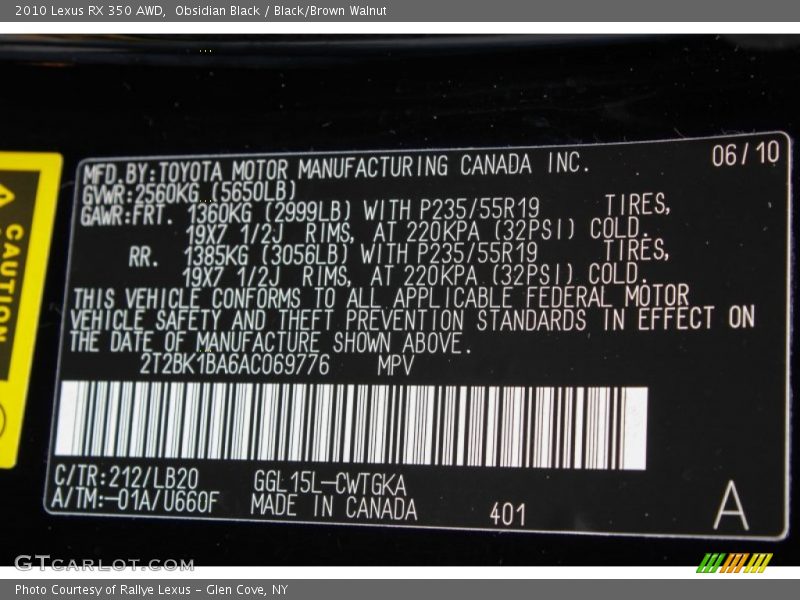 2010 Lexus RX 350 AWD,  Obsidian Black / Black/Brown Walnut
CAUTION
MFD.BY:TOYOTA MOTOR MANUFACTURING CANADA INC. 06/10
GVWR:2560KG (5650LB)
GAWR:FRT. 1360KG (2999LB) WITH P235/55R19 TIRES,
19X7 1/2J RIMS, AT 220KPA (32PSI) COLD.
RR. 1385KG (3056LB) WITH P235/55R19 TIRES,
19X7 1/2J RIMS, AT 220KPA (32PSI) COLD.
THIS VEHICLE CONFORMS TO ALL APPLICABLE FEDERAL MOTOR
VEHICLE SAFETY AND THEFT PREVENTION STANDARDS IN EFFECT ON
THE DATE OF MANUFACTURE SHOWN ABOVE.
2T2BK1BA6AC069776 MPV
C/TR:212/LB20 GGL15L-CWTGKA
A/TM:-01A/U660F MADE IN CANADA 401 A
GTCARLOT.COM
Photo Courtesy of Rallye Lexus – Glen Cove, NY